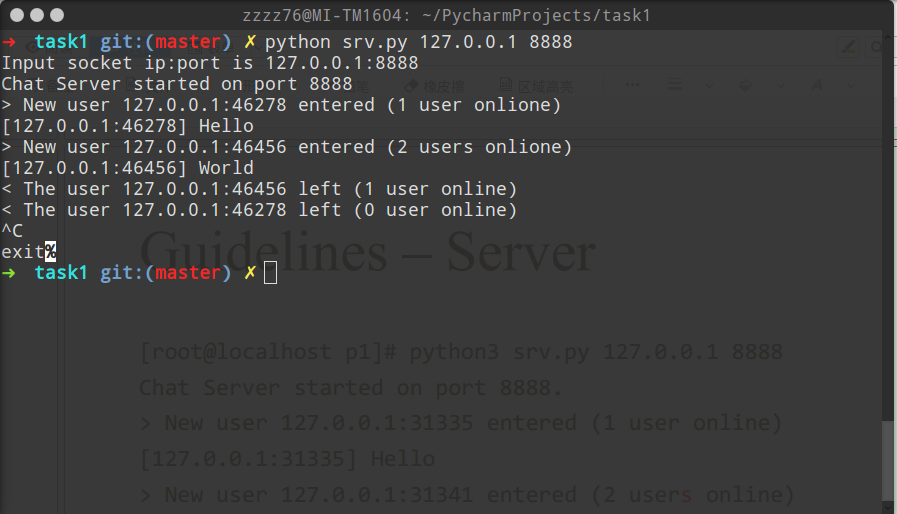 zzzz76@MI-TM1604: ~/PycharmProjects/task1
➜ task1 git:(master) ✗ python srv.py 127.0.0.1 8888
Input socket ip:port is 127.0.0.1:8888
Chat Server started on port 8888
> New user 127.0.0.1:46278 entered (1 user onlione)
[127.0.0.1:46278] Hello
> New user 127.0.0.1:46456 entered (2 users onlione)
[127.0.0.1:46456] World
< The user 127.0.0.1:46456 left (1 user online)
< The user 127.0.0.1:46278 left (0 user online)
^C
exit%
➜ task1 git:(master) ✗
橡皮擦
区域高亮
Guidelines – Server
[root@localhost p1]# python3 srv.py 127.0.0.1 8888
Chat Server started on port 8888.
> New user 127.0.0.1:31335 entered (1 user online)
[127.0.0.1:31335] Hello
> New user 127.0.0.1:31341 entered (2 users online)